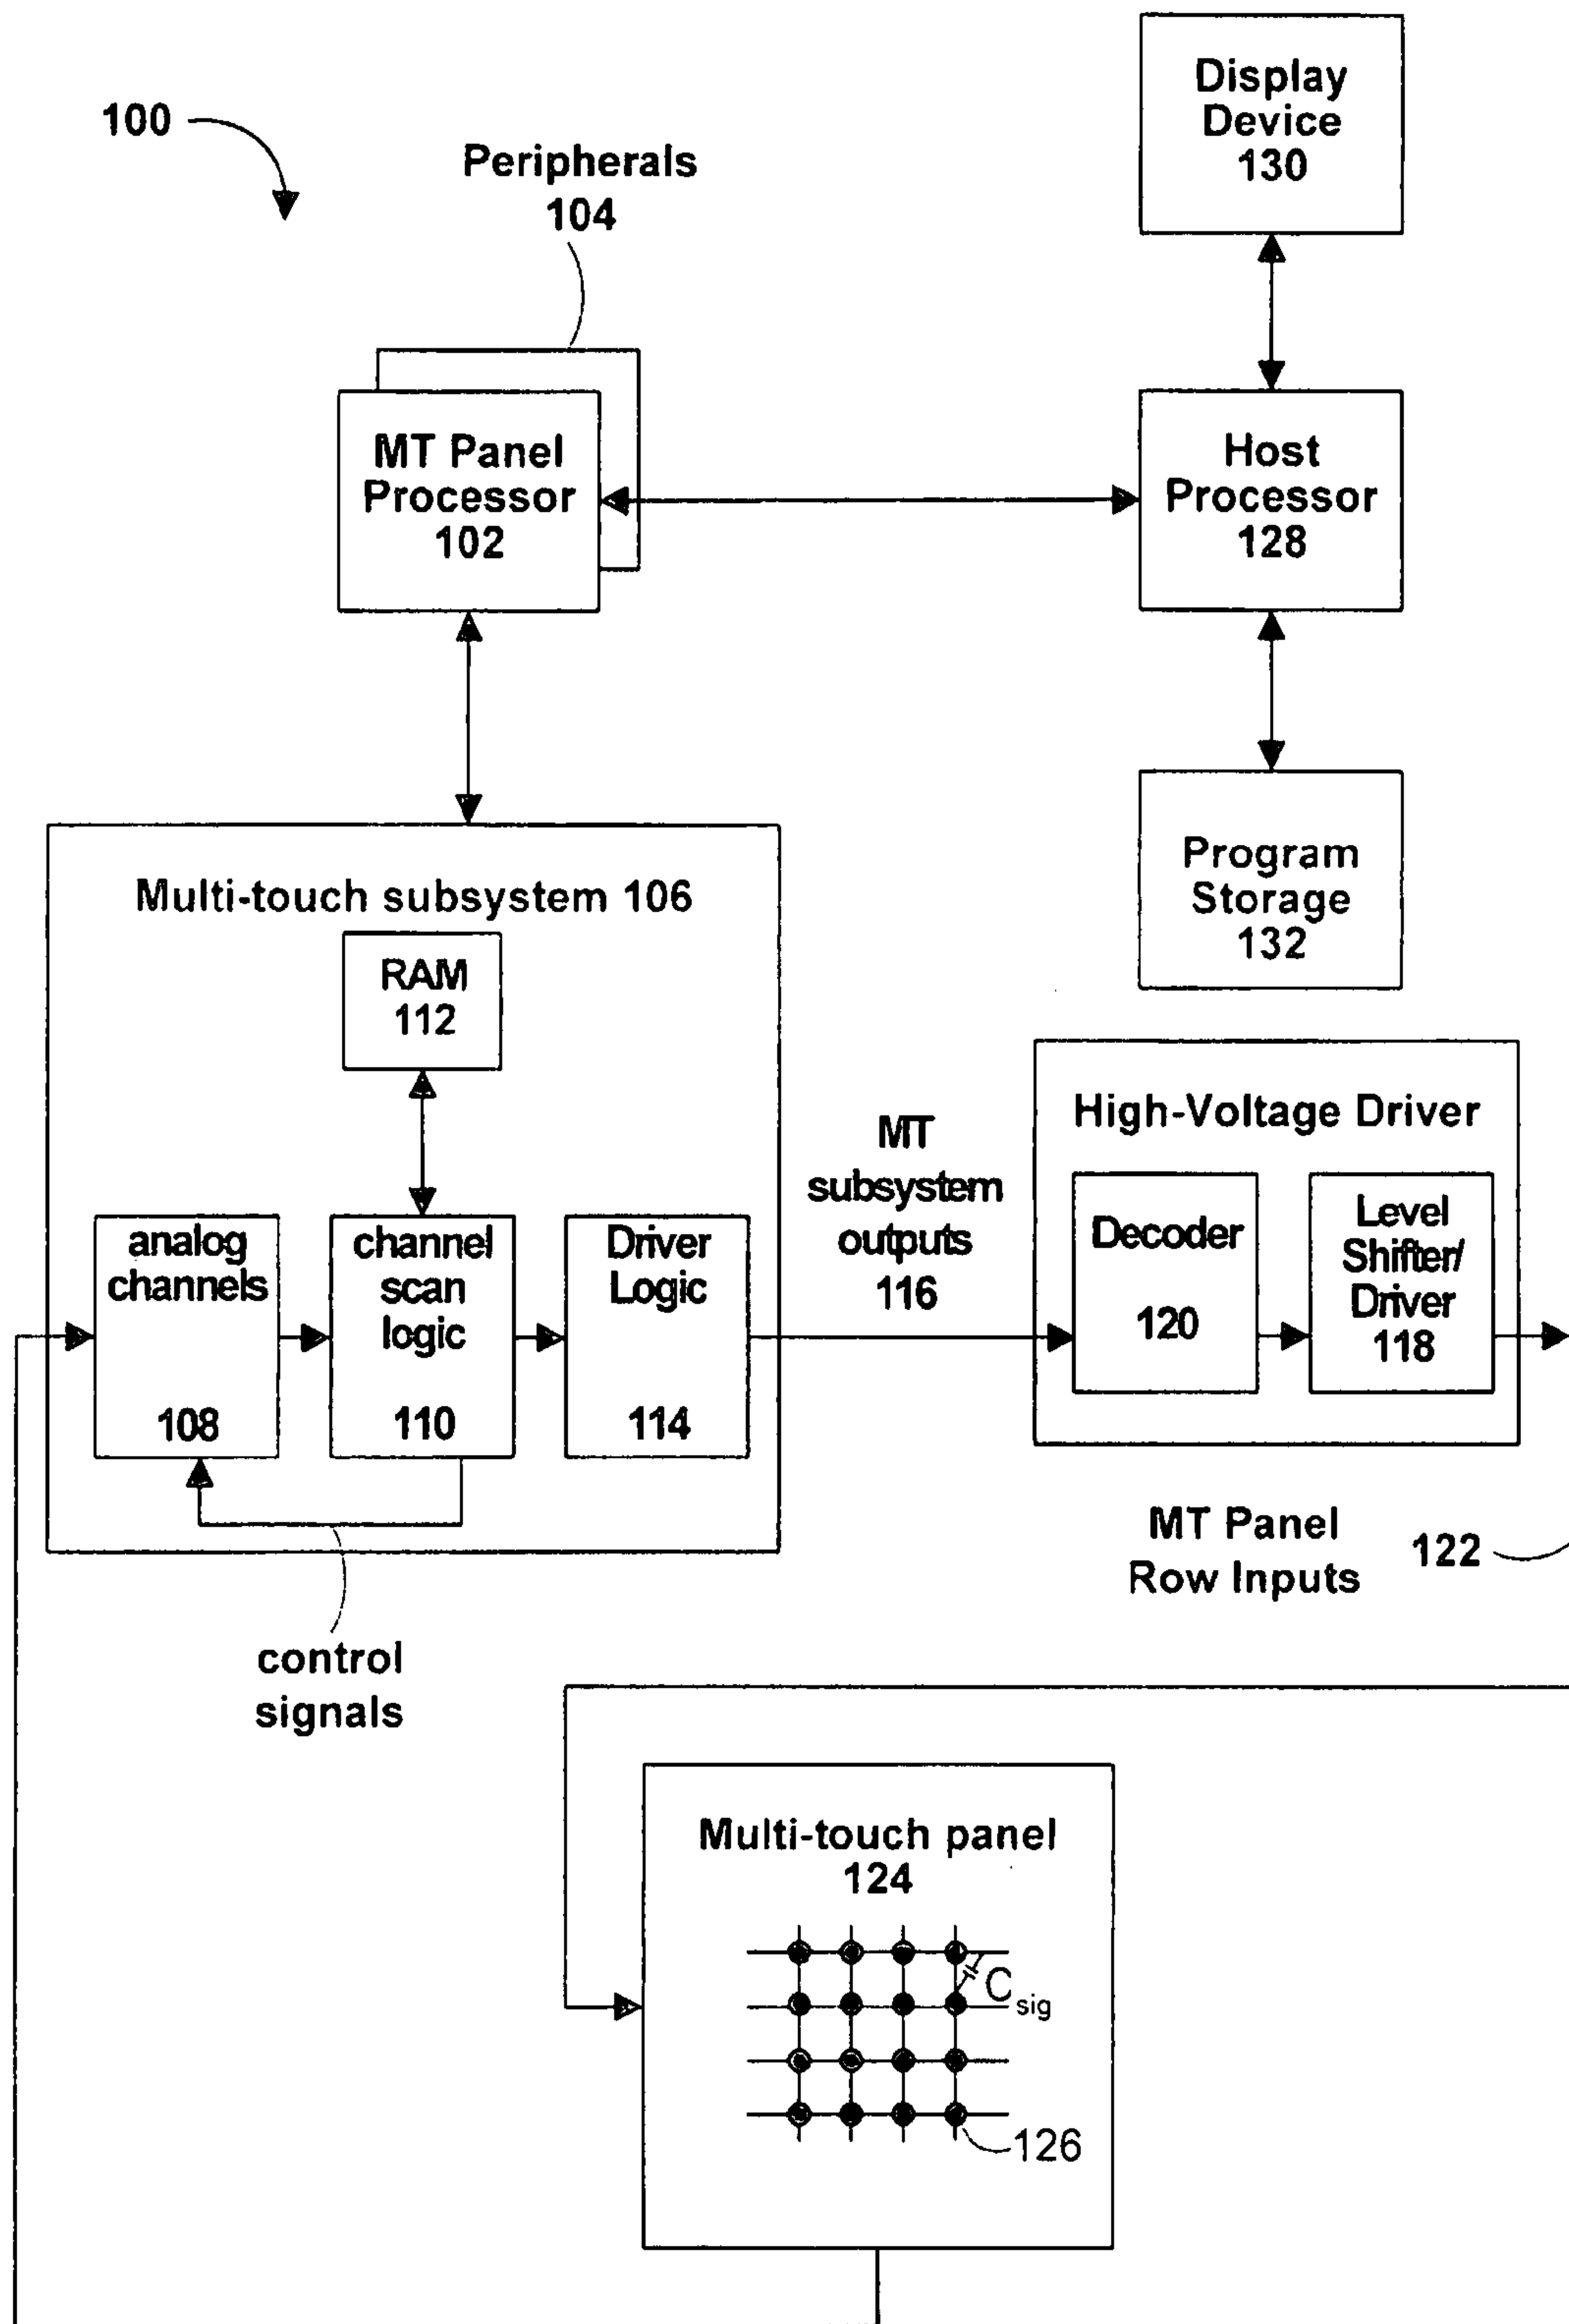 Display
Device
130
100
Peripherals
104
MT Panel
Processor
102
Host
Processor
128
Program
Storage
132
Multi-touch subsystem 106
RAM
112
analog
channels
108
channel
scan
logic
110
Driver
Logic
114
MT
subsystem
outputs
116
High-Voltage Driver
Decoder
120
Level
Shifter/
Driver
118
MT Panel
Row Inputs
122
control
signals
Multi-touch panel
124
Csig
126